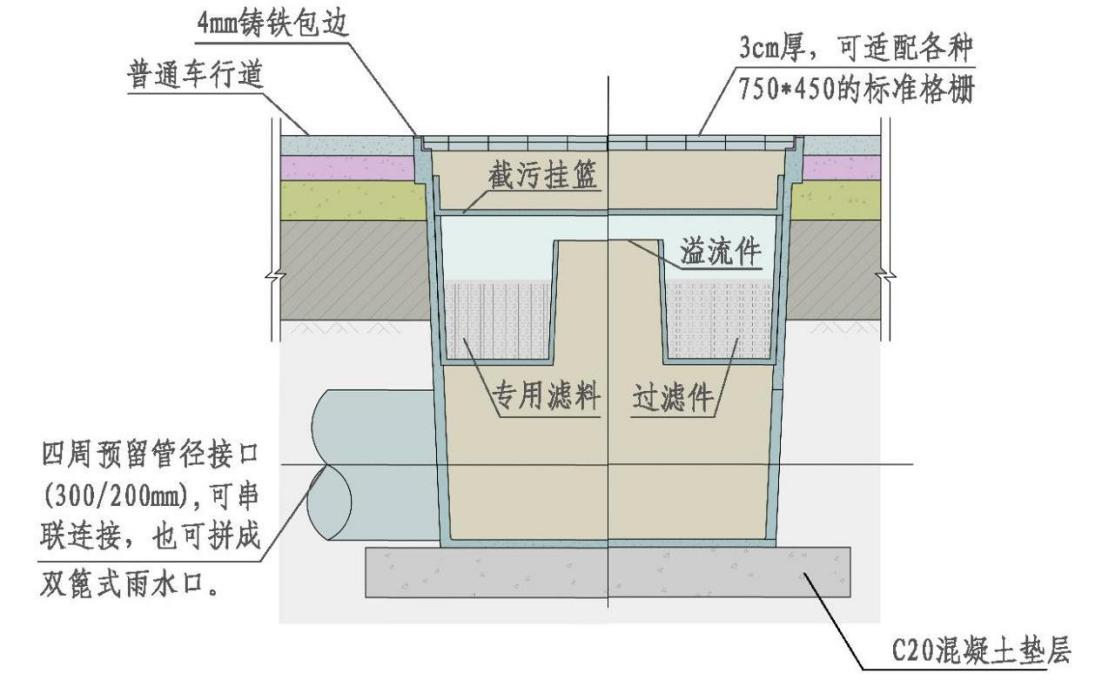 4mm铸铁包边
普通车行道
3cm厚，可适配各种
750*450的标准格栅
截污挂篮
溢流件
专用滤料
过滤件
四周预留管径接口
(300/200mm),可串
联连接，也可拼成
双篦式雨水口。
C20混凝土垫层